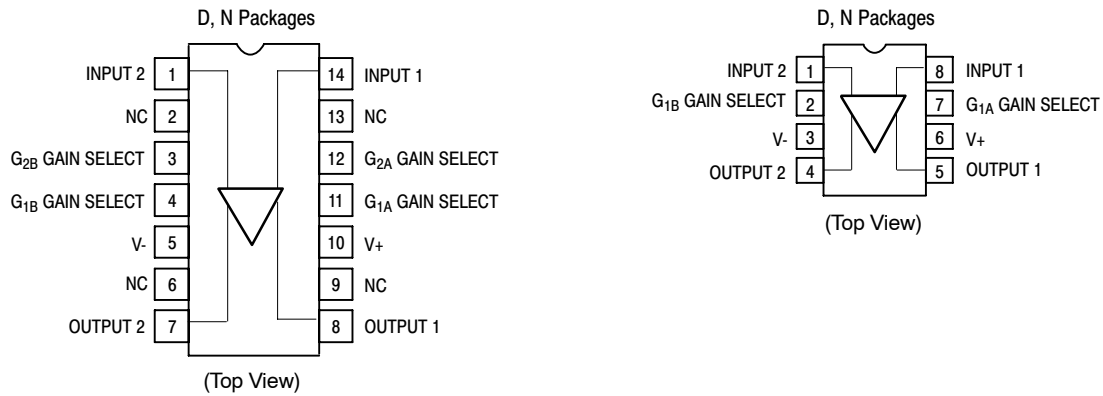 D, N Packages
INPUT 2 1 14 INPUT 1
NC 2 13 NC
G2B GAIN SELECT 3 12 G2A GAIN SELECT
G1B GAIN SELECT 4 11 G1A GAIN SELECT
V- 5 10 V+
NC 6 9 NC
OUTPUT 2 7 8 OUTPUT 1
(Top View)
D, N Packages
INPUT 2 1 8 INPUT 1
G1B GAIN SELECT 2 7 G1A GAIN SELECT
V- 3 6 V+
OUTPUT 2 4 5 OUTPUT 1
(Top View)